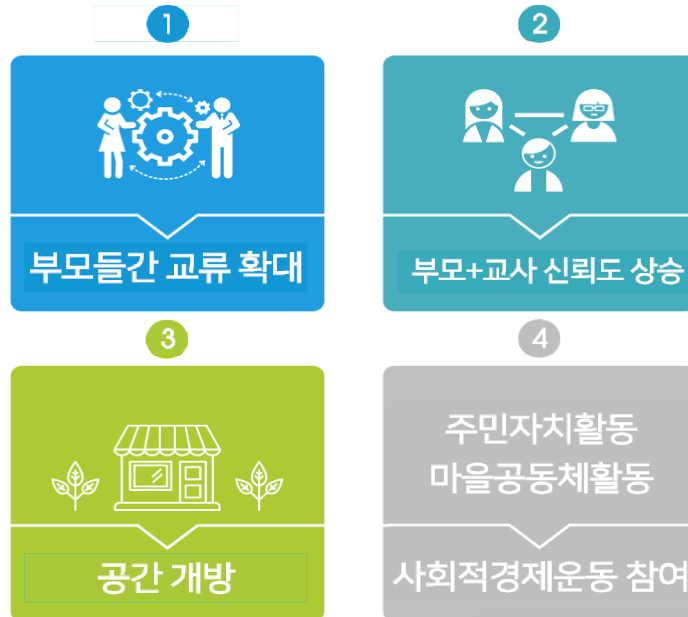 1
2
부모들간 교류 확대
부모+교사 신뢰도 상승
3
4
공간 개방
주민자치활동
마을공동체활동
사회적경제운동 참여